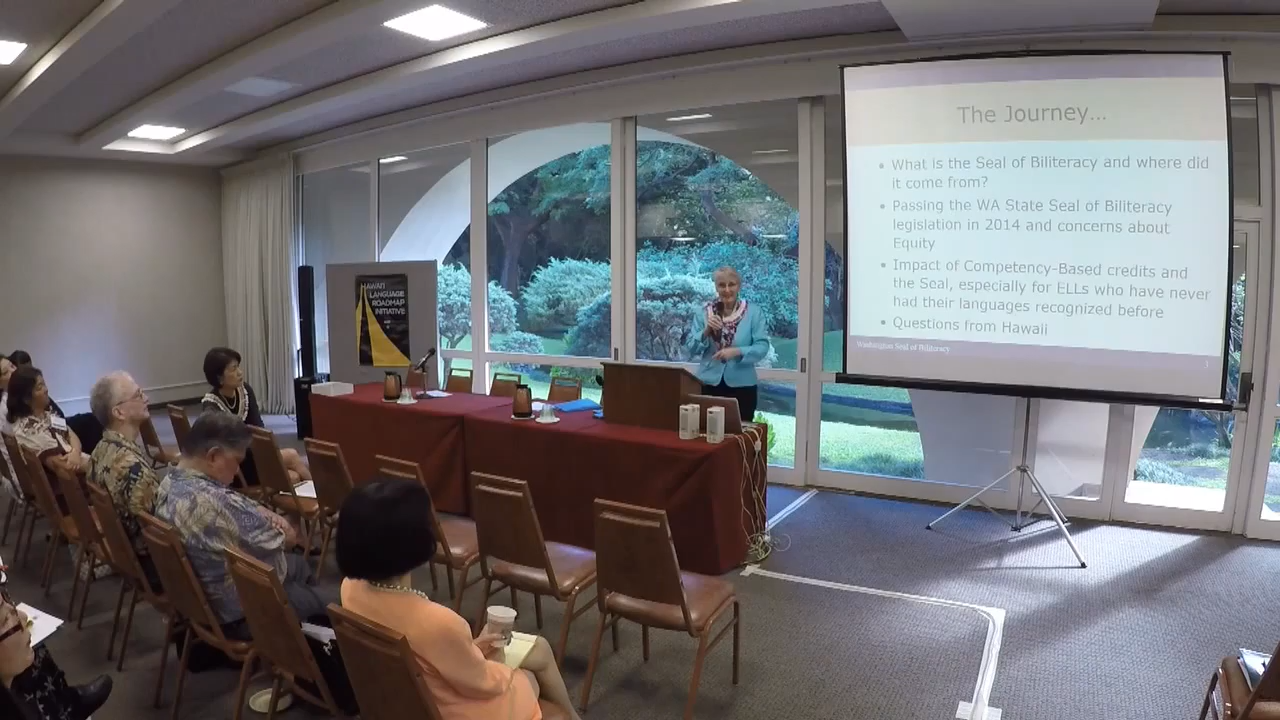 HAWAI'I
LANGUAGE
ROADMAP
INITIATIVE
The Journey...
• What is the Seal of Biliteracy and where did
it come from?
• Passing the WA State Seal of Biliteracy
legislation in 2014 and concerns about
Equity
• Impact of Competency-Based credits and
the Seal, especially for ELLs who have never
had their languages recognized before
• Questions from Hawaii
Washington Seal of Biliteracy
3